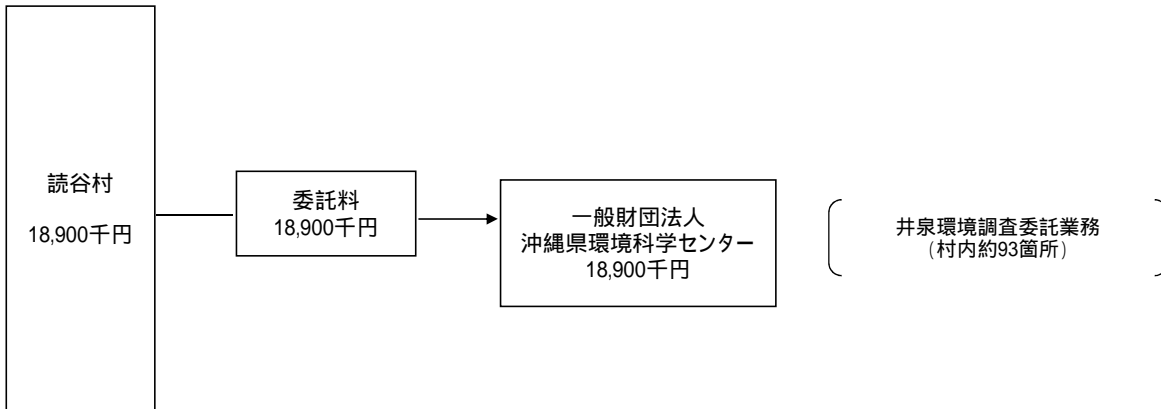 読谷村
18,900千円
委託料
18,900千円
一般財団法人
沖縄県環境科学センター
18,900千円
井泉環境調査委託業務
(村内約93箇所)